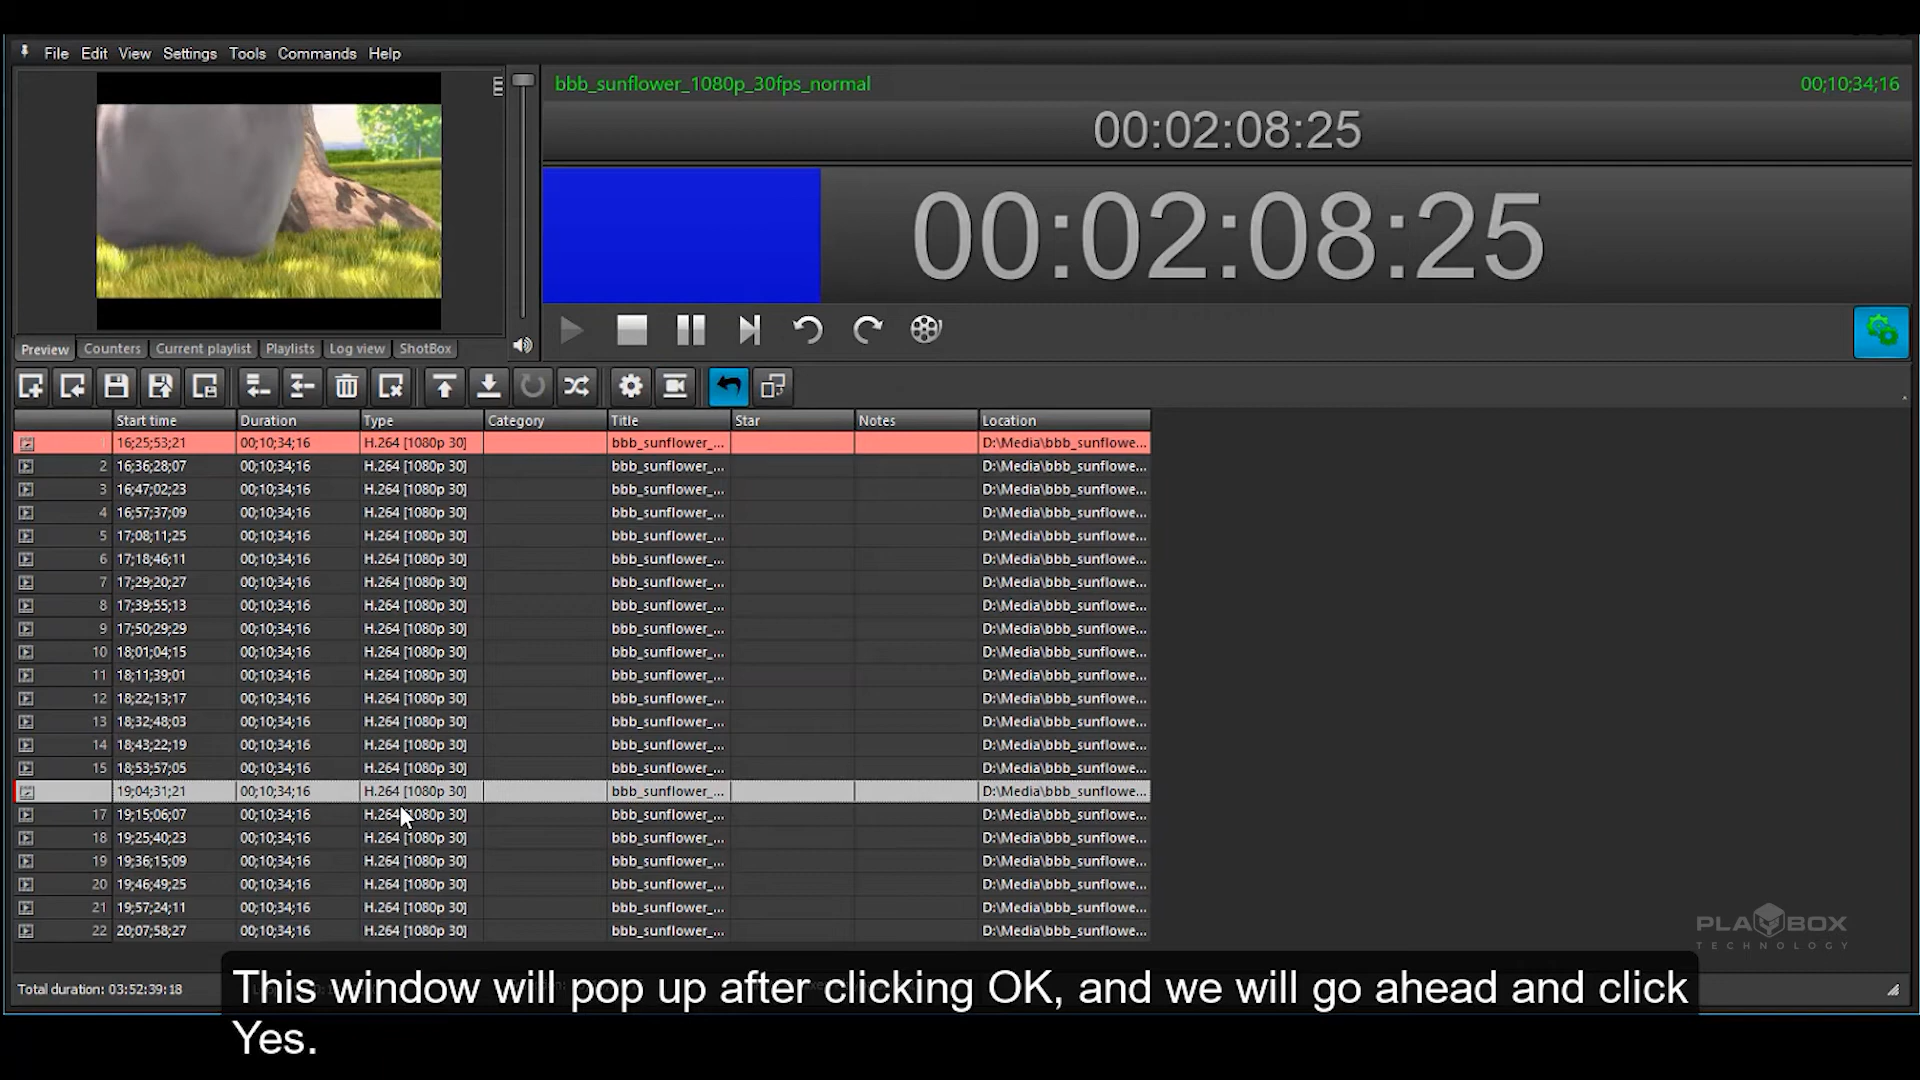 File Edit View Settings Tools Commands Help
bbb_sunflower_1080p_30fps_normal 00;10;34;16
00:02:08:25
00:02:08:25
Preview Counters Current playlist Playlists Log view ShotBox
Start time Duration Type Category Title Star Notes Location
1 16;25;53;21 00;10;34;16 H.264 [1080p 30] bbb_sunflower_... D:\Media\bbb_sunflowe...
2 16;36;28;07 00;10;34;16 H.264 [1080p 30] bbb_sunflower_... D:\Media\bbb_sunflowe...
3 16;47;02;23 00;10;34;16 H.264 [1080p 30] bbb_sunflower_... D:\Media\bbb_sunflowe...
4 16;57;37;09 00;10;34;16 H.264 [1080p 30] bbb_sunflower_... D:\Media\bbb_sunflowe...
5 17;08;11;25 00;10;34;16 H.264 [1080p 30] bbb_sunflower_... D:\Media\bbb_sunflowe...
6 17;18;46;11 00;10;34;16 H.264 [1080p 30] bbb_sunflower_... D:\Media\bbb_sunflowe...
7 17;29;20;27 00;10;34;16 H.264 [1080p 30] bbb_sunflower_... D:\Media\bbb_sunflowe...
8 17;39;55;13 00;10;34;16 H.264 [1080p 30] bbb_sunflower_... D:\Media\bbb_sunflowe...
9 17;50;29;29 00;10;34;16 H.264 [1080p 30] bbb_sunflower_... D:\Media\bbb_sunflowe...
10 18;01;04;15 00;10;34;16 H.264 [1080p 30] bbb_sunflower_... D:\Media\bbb_sunflowe...
11 18;11;39;01 00;10;34;16 H.264 [1080p 30] bbb_sunflower_... D:\Media\bbb_sunflowe...
12 18;22;13;17 00;10;34;16 H.264 [1080p 30] bbb_sunflower_... D:\Media\bbb_sunflowe...
13 18;32;48;03 00;10;34;16 H.264 [1080p 30] bbb_sunflower_... D:\Media\bbb_sunflowe...
14 18;43;22;19 00;10;34;16 H.264 [1080p 30] bbb_sunflower_... D:\Media\bbb_sunflowe...
15 18;53;57;05 00;10;34;16 H.264 [1080p 30] bbb_sunflower_... D:\Media\bbb_sunflowe...
19;04;31;21 00;10;34;16 H.264 [1080p 30] bbb_sunflower_... D:\Media\bbb_sunflowe...
17 19;15;06;07 00;10;34;16 H.264 [1080p 30] bbb_sunflower_... D:\Media\bbb_sunflowe...
18 19;25;40;23 00;10;34;16 H.264 [1080p 30] bbb_sunflower_... D:\Media\bbb_sunflowe...
19 19;36;15;09 00;10;34;16 H.264 [1080p 30] bbb_sunflower_... D:\Media\bbb_sunflowe...
20 19;46;49;25 00;10;34;16 H.264 [1080p 30] bbb_sunflower_... D:\Media\bbb_sunflowe...
21 19;57;24;11 00;10;34;16 H.264 [1080p 30] bbb_sunflower_... D:\Media\bbb_sunflowe...
22 20;07;58;27 00;10;34;16 H.264 [1080p 30] bbb_sunflower_... D:\Media\bbb_sunflowe...
PLAYBOX
TECHNOLOGY
Total duration: 03:52:39:18
This window will pop up after clicking OK, and we will go ahead and click
Yes.